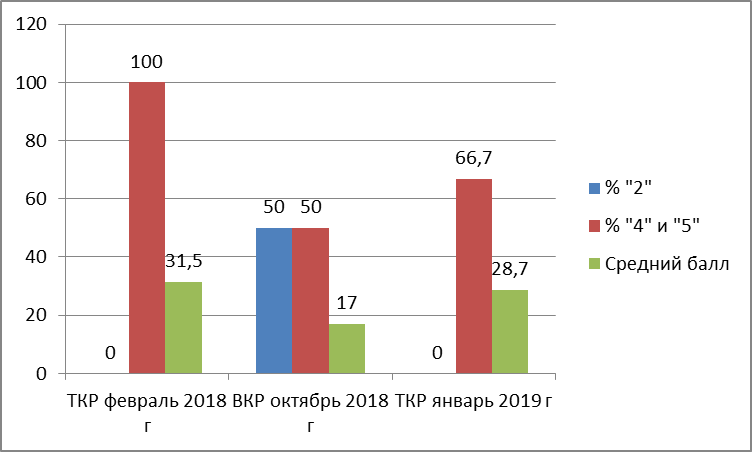 120
100
80
60
40
20
0
0
100
31,5
50
50
17
0
66,7
28,7
ТКР февраль 2018
г
ВКР октябрь 2018
г
ТКР январь 2019 г
% "2"
% "4" и "5"
Средний балл